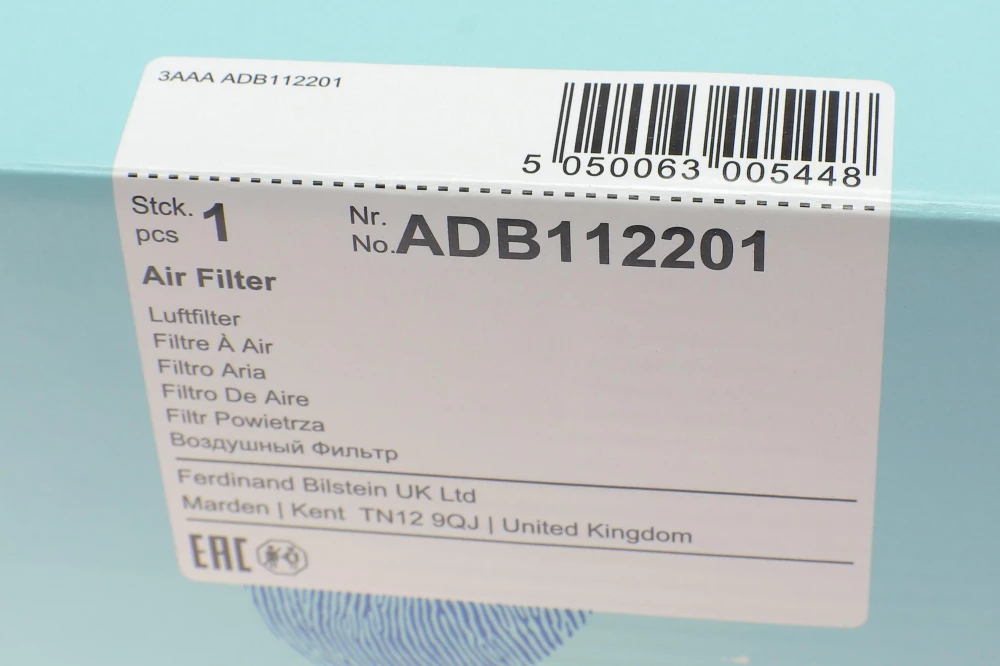 3AAA ADB112201
5 050063 005448
Stck. 1 Nr.
pcs No. ADB112201
Air Filter
Luftfilter
Filtre À Air
Filtro Aria
Filtro De Aire
Filtr Powietrza
Воздушный Фильтр
Ferdinand Bilstein UK Ltd
Marden | Kent TN12 9QJ | United Kingdom
EAC